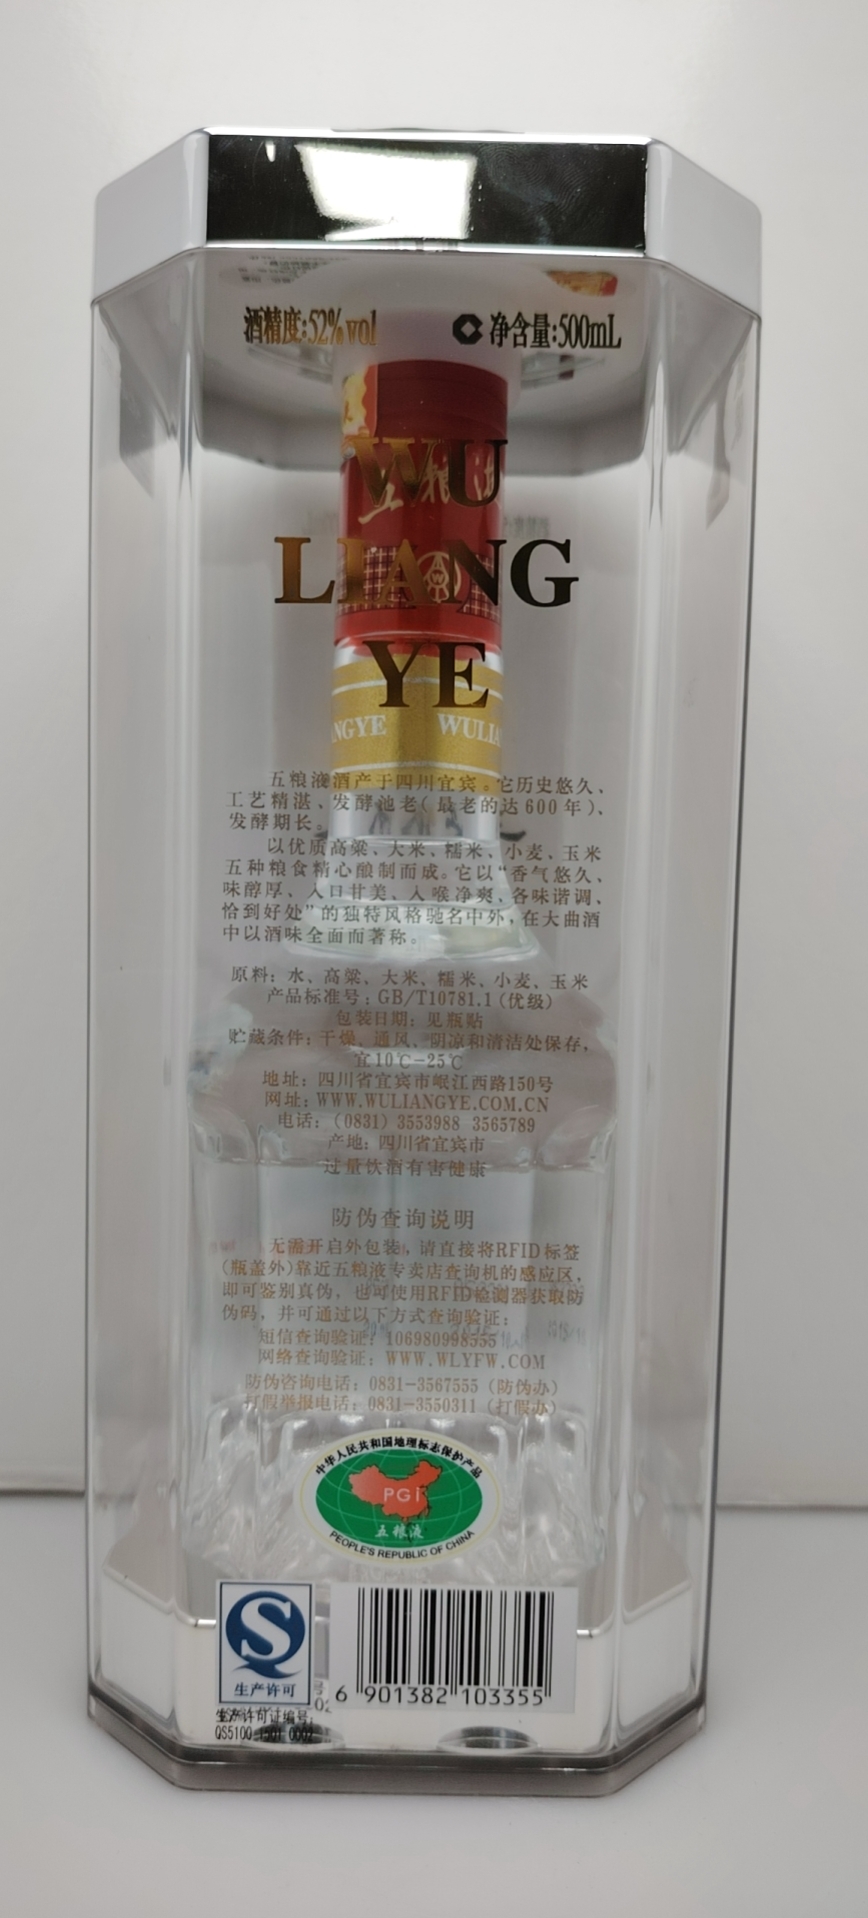 酒精度:52%vol 净含量:500mL
五粮液
WU
LIANG
YE
NGYE WULIA
五粮液酒产于四川宜宾。它历史悠久、
工艺精湛、发酵池老(最老的达600年)、
发酵期长。
以优质高粱、大米、糯米、小麦、玉米
五种粮食精心酿制而成。它以“香气悠久、
味醇厚、入口甘美、入喉净爽、各味谐调、
恰到好处”的独特风格驰名中外,在大曲酒
中以酒味全面而著称。
原料: 水、高粱、大米、糯米、小麦、玉米
产品标准号: GB/T10781.1 (优级)
包装日期: 见瓶贴
贮藏条件: 干燥、通风、阴凉和清洁处保存,
宜10℃-25℃
地址: 四川省宜宾市岷江西路150号
网址: WWW.WULIANGYE.COM.CN
电话: (0831) 3553988 3565789
产地: 四川省宜宾市
过量饮酒有害健康
防伪查询说明
无需开启外包装, 请直接将RFID标签
(瓶盖外)靠近五粮液专卖店查询机的感应区,
即可鉴别真伪, 也可使用RFID检测器获取防
伪码, 并可通过以下方式查询验证:
短信查询验证: 106980998555
网络查询验证: WWW.WLYFW.COM
防伪咨询电话: 0831-3567555 (防伪办)
打假举报电话: 0831-3550311 (打假办)
中华人民共和国地理标志保护产品
PGI
五粮液
PEOPLE'S REPUBLIC OF CHINA
生产许可
6 901382 103355
生产许可证编号:
QS5100 1501 0002